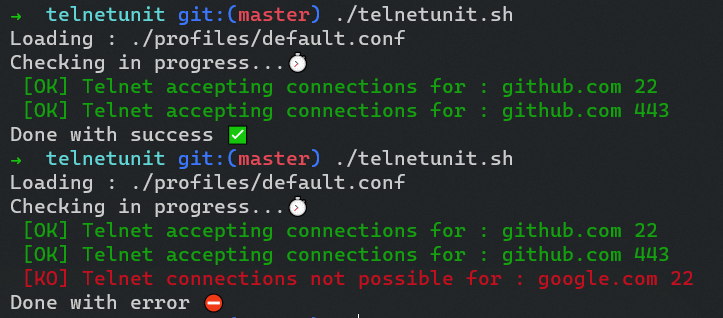 → telnetunit git:(master) ./telnetunit.sh
Loading : ./profiles/default.conf
Checking in progress...⏱
[OK] Telnet accepting connections for : github.com 22
[OK] Telnet accepting connections for : github.com 443
Done with success ✅
→ telnetunit git:(master) ./telnetunit.sh
Loading : ./profiles/default.conf
Checking in progress...⏱
[OK] Telnet accepting connections for : github.com 22
[OK] Telnet accepting connections for : github.com 443
[KO] Telnet connections not possible for : google.com 22
Done with error ⛔